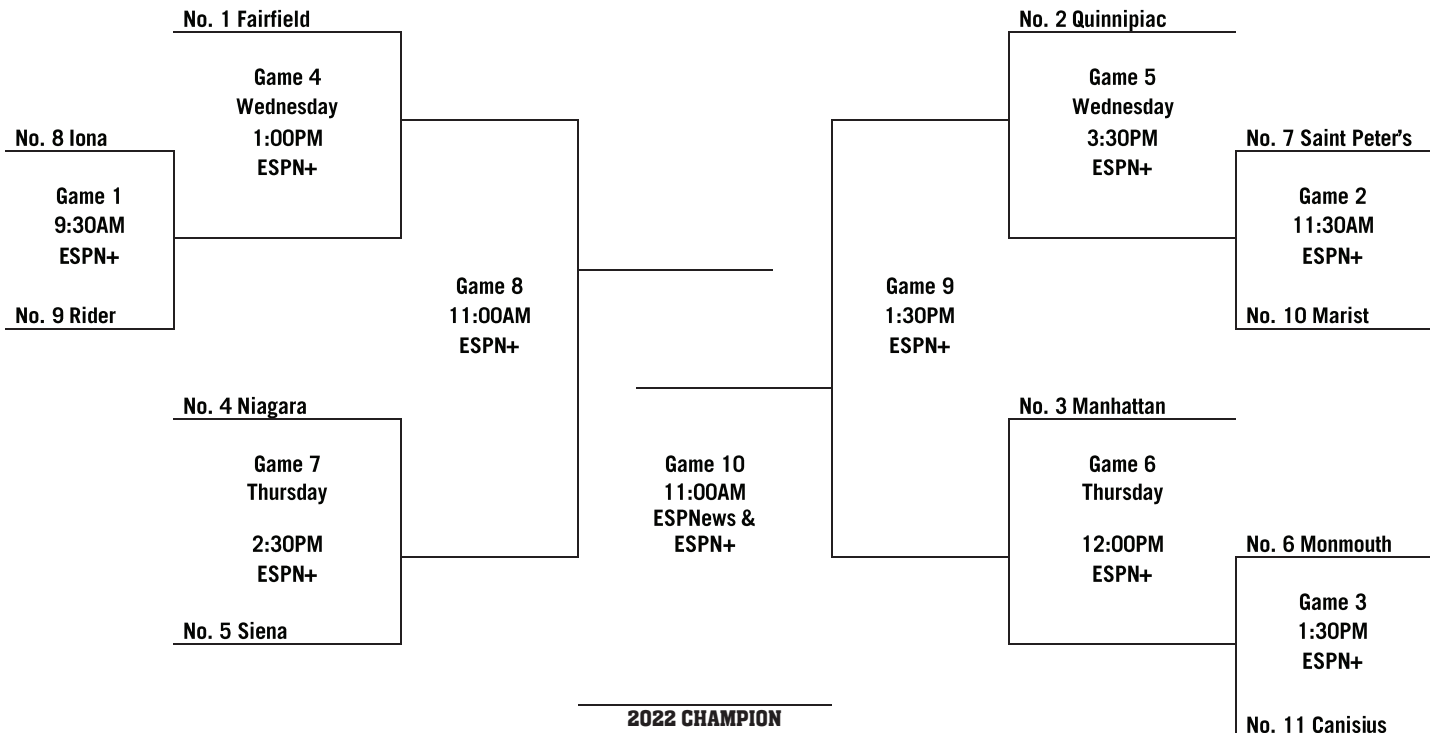 No. 1 Fairfield
Game 4
Wednesday
1:00PM
ESPN+
No. 8 Iona
Game 1
9:30AM
ESPN+
No. 9 Rider
Game 8
11:00AM
ESPN+
No. 4 Niagara
Game 7
Thursday
2:30PM
ESPN+
No. 5 Siena
Game 10
11:00AM
ESPNews &
ESPN+
2022 CHAMPION
No. 2 Quinnipiac
Game 5
Wednesday
3:30PM
ESPN+
No. 7 Saint Peter's
Game 2
11:30AM
ESPN+
No. 10 Marist
Game 9
1:30PM
ESPN+
No. 3 Manhattan
Game 6
Thursday
12:00PM
ESPN+
No. 6 Monmouth
Game 3
1:30PM
ESPN+
No. 11 Canisius